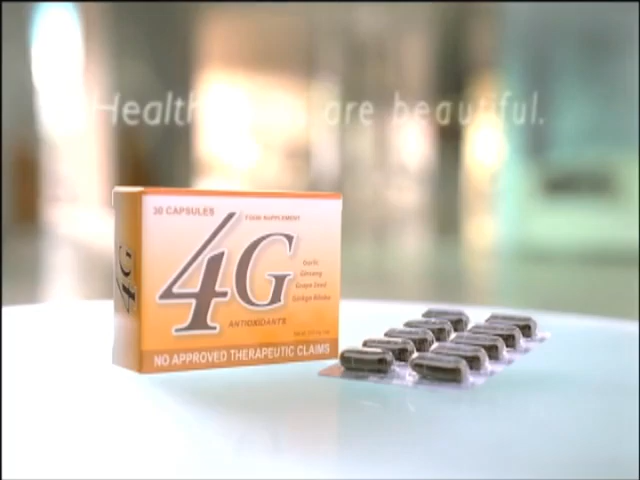 Health are beautiful.
30 CAPSULES
FOOD SUPPLEMENT
4G
Garlic
Ginseng
Grape Seed
Ginkgo Biloba
ANTIOXIDANTS
NO APPROVED THERAPEUTIC CLAIMS
4G